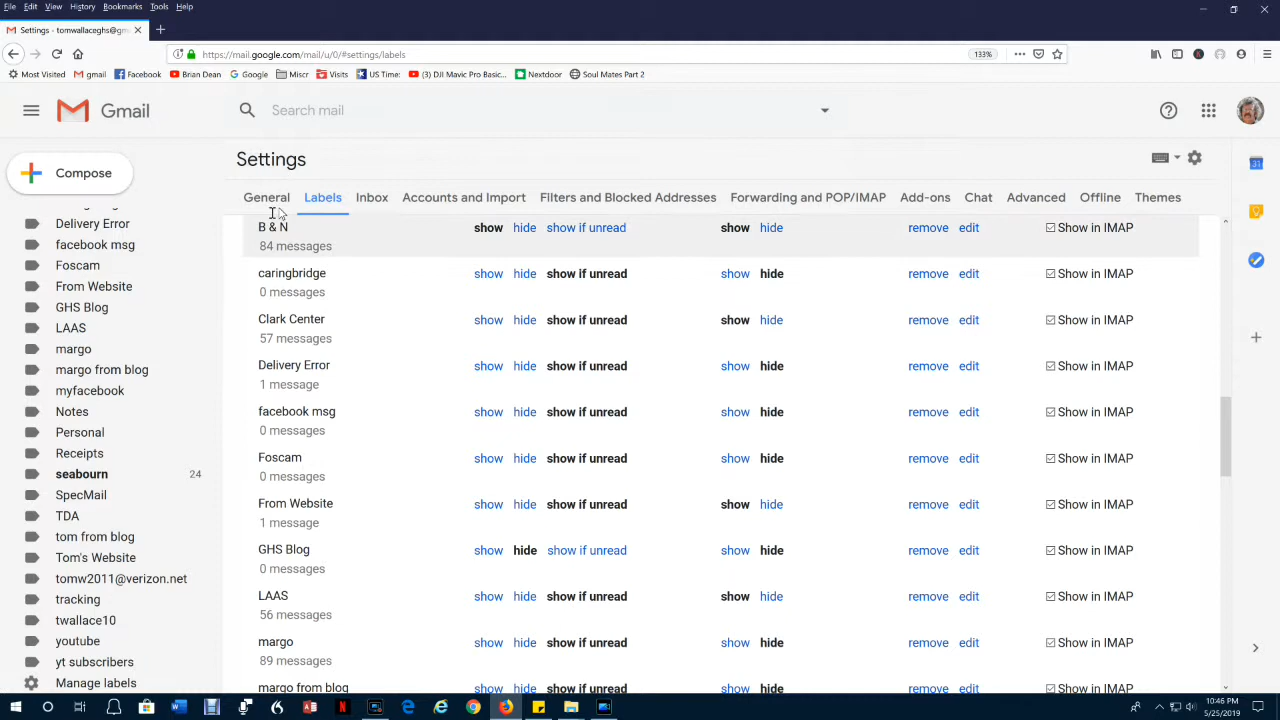 File Edit View History Bookmarks Tools Help
Settings - tomwallaceghs@gm
https://mail.google.com/mail/u/0/#settings/labels 133%
Most Visited gmail Facebook Brian Dean Google Miscr Visits US Time: (3) DJI Mavic Pro Basic... Nextdoor Soul Mates Part 2
Gmail Search mail
Settings
Compose
General Labels Inbox Accounts and Import Filters and Blocked Addresses Forwarding and POP/IMAP Add-ons Chat Advanced Offline Themes
Delivery Error
facebook msg
Foscam
From Website
GHS Blog
LAAS
margo
margo from blog
myfacebook
Notes
Personal
Receipts
seabourn 24
SpecMail
TDA
tom from blog
Tom's Website
tomw2011@verizon.net
tracking
twallace10
youtube
yt subscribers
Manage labels
B & N show hide show if unread show hide remove edit Show in IMAP
84 messages
caringbridge show hide show if unread show hide remove edit Show in IMAP
0 messages
Clark Center show hide show if unread show hide remove edit Show in IMAP
57 messages
Delivery Error show hide show if unread show hide remove edit Show in IMAP
1 message
facebook msg show hide show if unread show hide remove edit Show in IMAP
0 messages
Foscam show hide show if unread show hide remove edit Show in IMAP
0 messages
From Website show hide show if unread show hide remove edit Show in IMAP
1 message
GHS Blog show hide show if unread show hide remove edit Show in IMAP
0 messages
LAAS show hide show if unread show hide remove edit Show in IMAP
56 messages
margo show hide show if unread show hide remove edit Show in IMAP
89 messages
margo from blog show hide show if unread show hide remove edit Show in IMAP
31
10:46 PM
5/25/2019